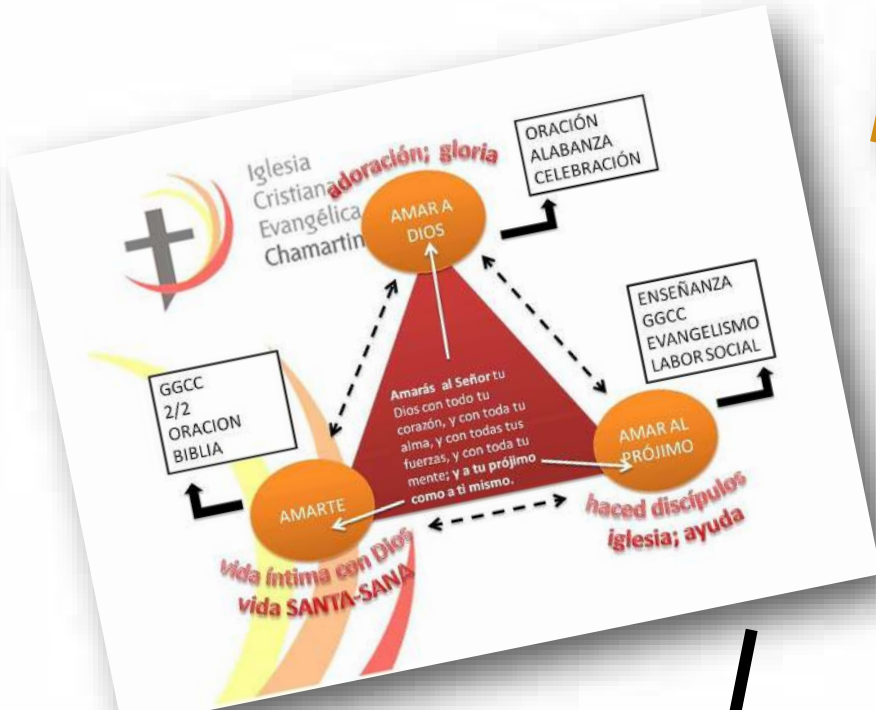 Iglesia
Cristiana
Evangélica
Chamartin
adoración; gloria
AMAR A
DIOS
ORACIÓN
ALABANZA
CELEBRACIÓN
ENSEÑANZA
GGCC
EVANGELISMO
LABOR SOCIAL
GGCC
2/2
ORACION
BIBLIA
Amarás al Señor tu
Dios con todo tu
corazón, y con toda tu
alma, y con todas tus
fuerzas, y con toda tu
mente; y a tu prójimo
como a ti mismo.
AMAR AL
PRÓJIMO
haced discípulos
iglesia; ayuda
AMARTE
vida íntima con Dios
vida SANTA-SANA